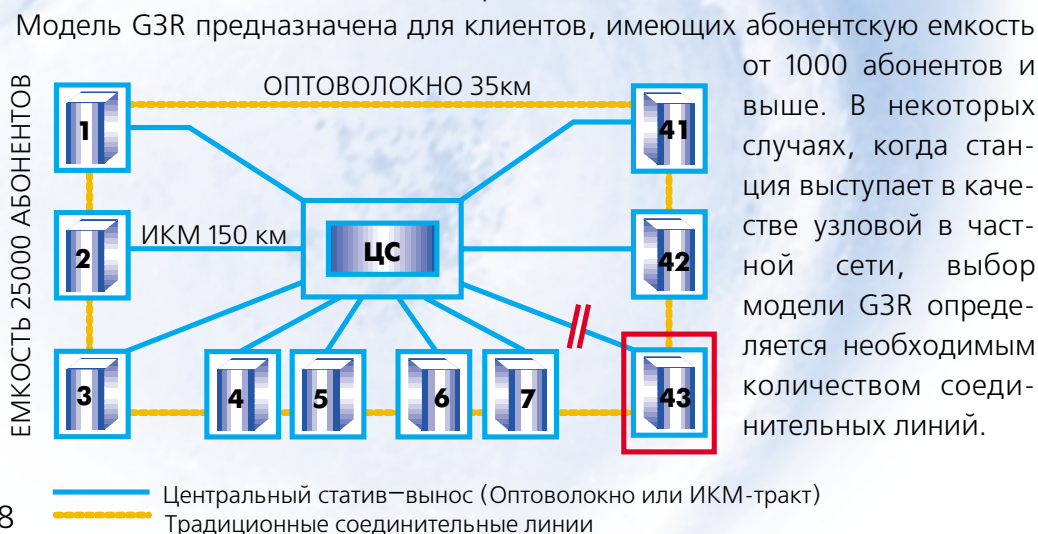 Модель G3R предназначена для клиентов, имеющих абонентскую емкость
от 1000 абонентов и
выше. В некоторых
случаях, когда стан-
ция выступает в каче-
стве узловой в част-
ной сети, выбор
модели G3R опреде-
ляется необходимым
количеством соеди-
нительных линий.
ЕМКОСТЬ 25000 АБОНЕНТОВ
ОПТОВОЛОКНО 35км
1
41
ИКМ 150 км
2
ЦС
42
3
4
5
6
7
43
Центральный статив–вынос (Оптоволокно или ИКМ-тракт)
Традиционные соединительные линии
8